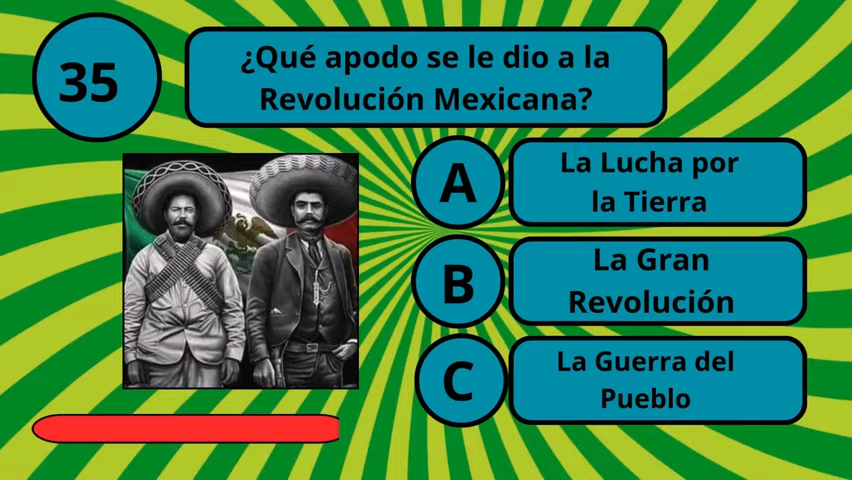 35
¿Qué apodo se le dio a la
Revolución Mexicana?
A
La Lucha por
la Tierra
B
La Gran
Revolución
C
La Guerra del
Pueblo